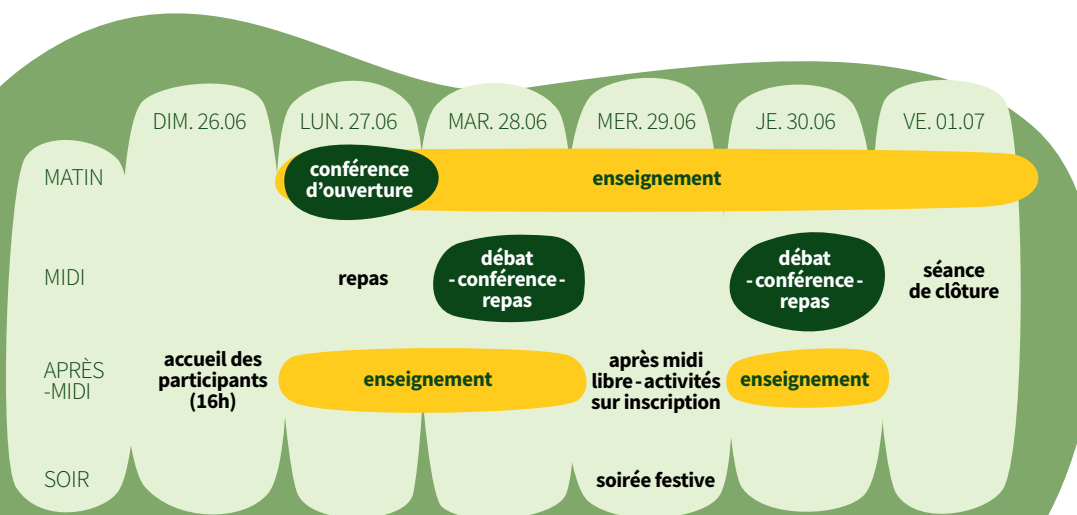 DIM. 26.06 LUN. 27.06 MAR. 28.06 MER. 29.06 JE. 30.06 VE. 01.07
MATIN
conférence
d'ouverture
enseignement
MIDI
repas
débat
-conférence-
repas
débat
-conférence-
repas
séance
de clôture
APRÈS
-MIDI
accueil des
participants
(16h)
enseignement
après midi
libre-activités
sur inscription
enseignement
SOIR
soirée festive